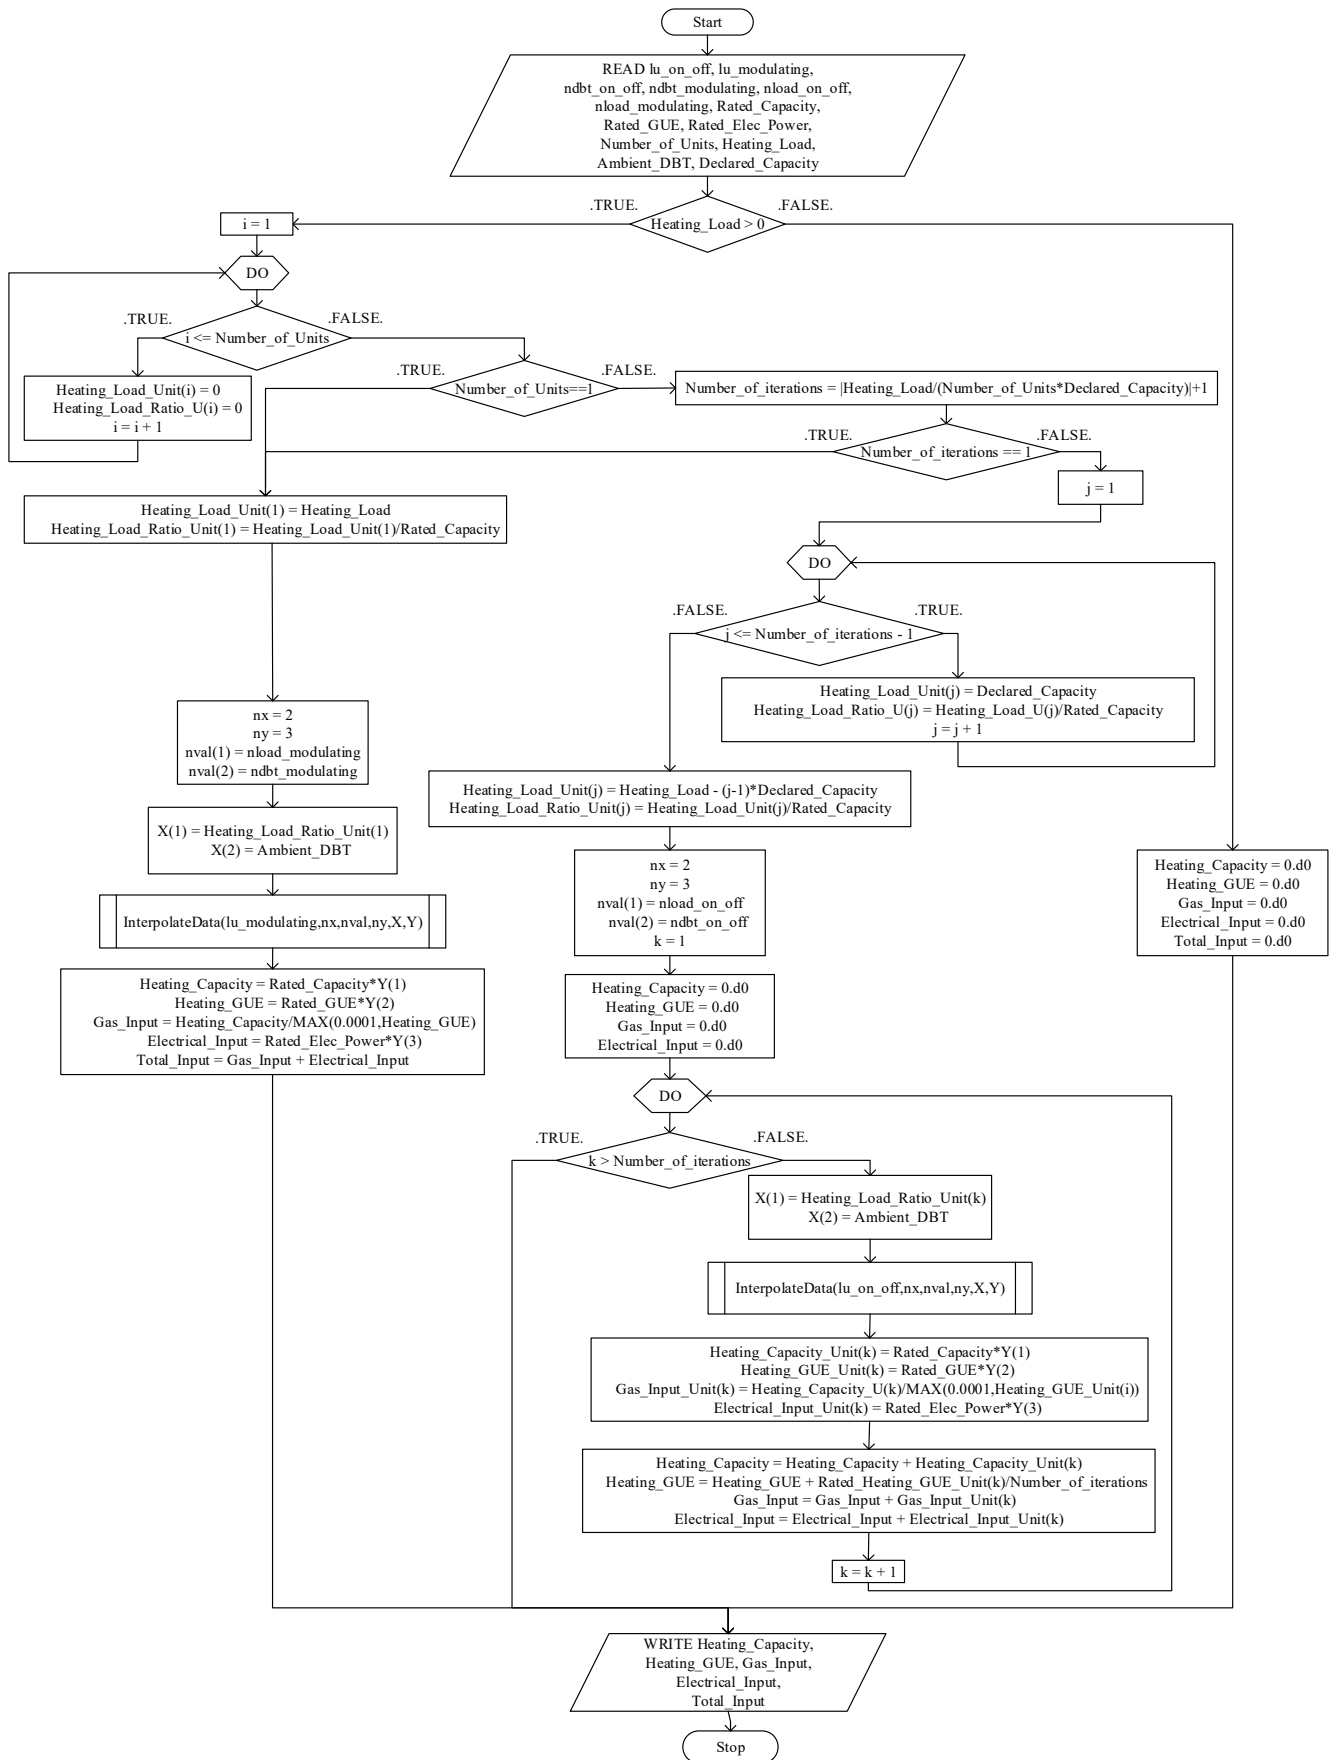 Start
READ lu_on_off, lu_modulating,
ndbt_on_off, ndbt_modulating, nload_on_off,
nload_modulating, Rated_Capacity,
Rated_GUE, Rated_Elec_Power,
Number_of_Units, Heating_Load,
Ambient_DBT, Declared_Capacity
.TRUE.
.FALSE.
Heating_Load > 0
i = 1
DO
.TRUE.
.FALSE.
i <= Number_of_Units
Heating_Load_Unit(i) = 0
Heating_Load_Ratio_U(i) = 0
i = i + 1
.TRUE.
.FALSE.
Number_of_Units==1
Number_of_iterations = |Heating_Load/(Number_of_Units*Declared_Capacity)|+1
.TRUE.
.FALSE.
Number_of_iterations == 1
j = 1
Heating_Load_Unit(1) = Heating_Load
Heating_Load_Ratio_Unit(1) = Heating_Load_Unit(1)/Rated_Capacity
DO
.FALSE.
.TRUE.
j <= Number_of_iterations - 1
Heating_Load_Unit(j) = Declared_Capacity
Heating_Load_Ratio_U(j) = Heating_Load_U(j)/Rated_Capacity
j = j + 1
nx = 2
ny = 3
nval(1) = nload_modulating
nval(2) = ndbt_modulating
Heating_Load_Unit(j) = Heating_Load - (j-1)*Declared_Capacity
Heating_Load_Ratio_Unit(j) = Heating_Load_Unit(j)/Rated_Capacity
X(1) = Heating_Load_Ratio_Unit(1)
X(2) = Ambient_DBT
nx = 2
ny = 3
nval(1) = nload_on_off
nval(2) = ndbt_on_off
k = 1
Heating_Capacity = 0.d0
Heating_GUE = 0.d0
Gas_Input = 0.d0
Electrical_Input = 0.d0
Total_Input = 0.d0
InterpolateData(lu_modulating,nx,nval,ny,X,Y)
Heating_Capacity = Rated_Capacity*Y(1)
Heating_GUE = Rated_GUE*Y(2)
Gas_Input = Heating_Capacity/MAX(0.0001,Heating_GUE)
Electrical_Input = Rated_Elec_Power*Y(3)
Total_Input = Gas_Input + Electrical_Input
Heating_Capacity = 0.d0
Heating_GUE = 0.d0
Gas_Input = 0.d0
Electrical_Input = 0.d0
DO
.TRUE.
.FALSE.
k > Number_of_iterations
X(1) = Heating_Load_Ratio_Unit(k)
X(2) = Ambient_DBT
InterpolateData(lu_on_off,nx,nval,ny,X,Y)
Heating_Capacity_Unit(k) = Rated_Capacity*Y(1)
Heating_GUE_Unit(k) = Rated_GUE*Y(2)
Gas_Input_Unit(k) = Heating_Capacity_U(k)/MAX(0.0001,Heating_GUE_Unit(i))
Electrical_Input_Unit(k) = Rated_Elec_Power*Y(3)
Heating_Capacity = Heating_Capacity + Heating_Capacity_Unit(k)
Heating_GUE = Heating_GUE + Rated_Heating_GUE_Unit(k)/Number_of_iterations
Gas_Input = Gas_Input + Gas_Input_Unit(k)
Electrical_Input = Electrical_Input + Electrical_Input_Unit(k)
k = k + 1
WRITE Heating_Capacity,
Heating_GUE, Gas_Input,
Electrical_Input,
Total_Input
Stop